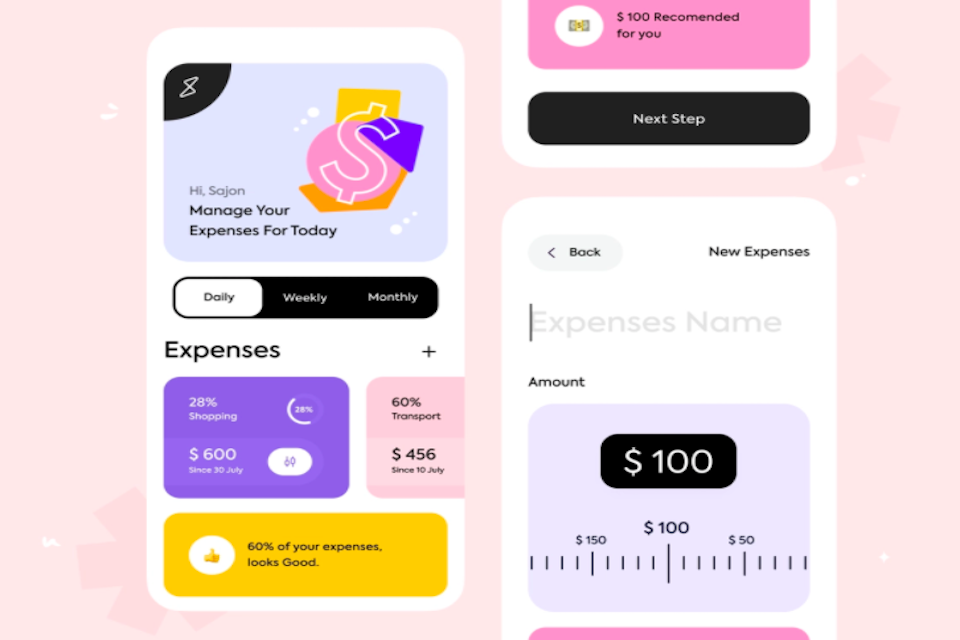 Hi, Sajon
Manage Your
Expenses For Today
Daily
Weekly
Monthly
Expenses
+
28%
Shopping
28%
$ 600
Since 30 July
60%
Transport
$ 456
Since 10 July
60% of your expenses,
looks Good.
$ 100 Recomended
for you
Next Step
Back
New Expenses
Expenses Name
Amount
$ 100
$ 100
$ 150
$ 50